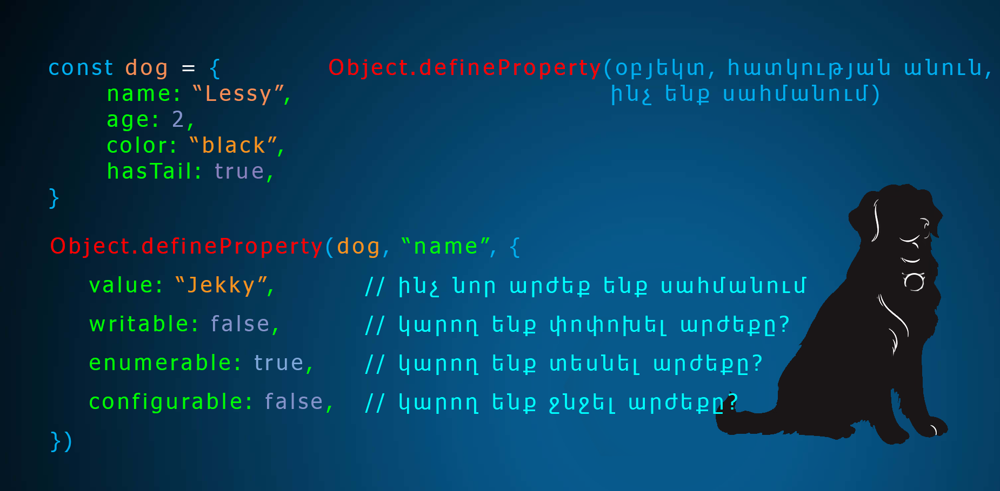 const dog = {
name: “Lessy”,
age: 2,
color: “black”,
hasTail: true,
}
Object.defineProperty(օբյեկտ, հատկության անուն,
ինչ ենք սահմանում)
Object.defineProperty(dog, “name”, {
value: “Jekky”, // ինչ նոր արժեք ենք սահմանում
writable: false, // կարող ենք փոփոխել արժեքը?
enumerable: true, // կարող ենք տեսնել արժեքը?
configurable: false, // կարող ենք ջնջել արժեքը?
})